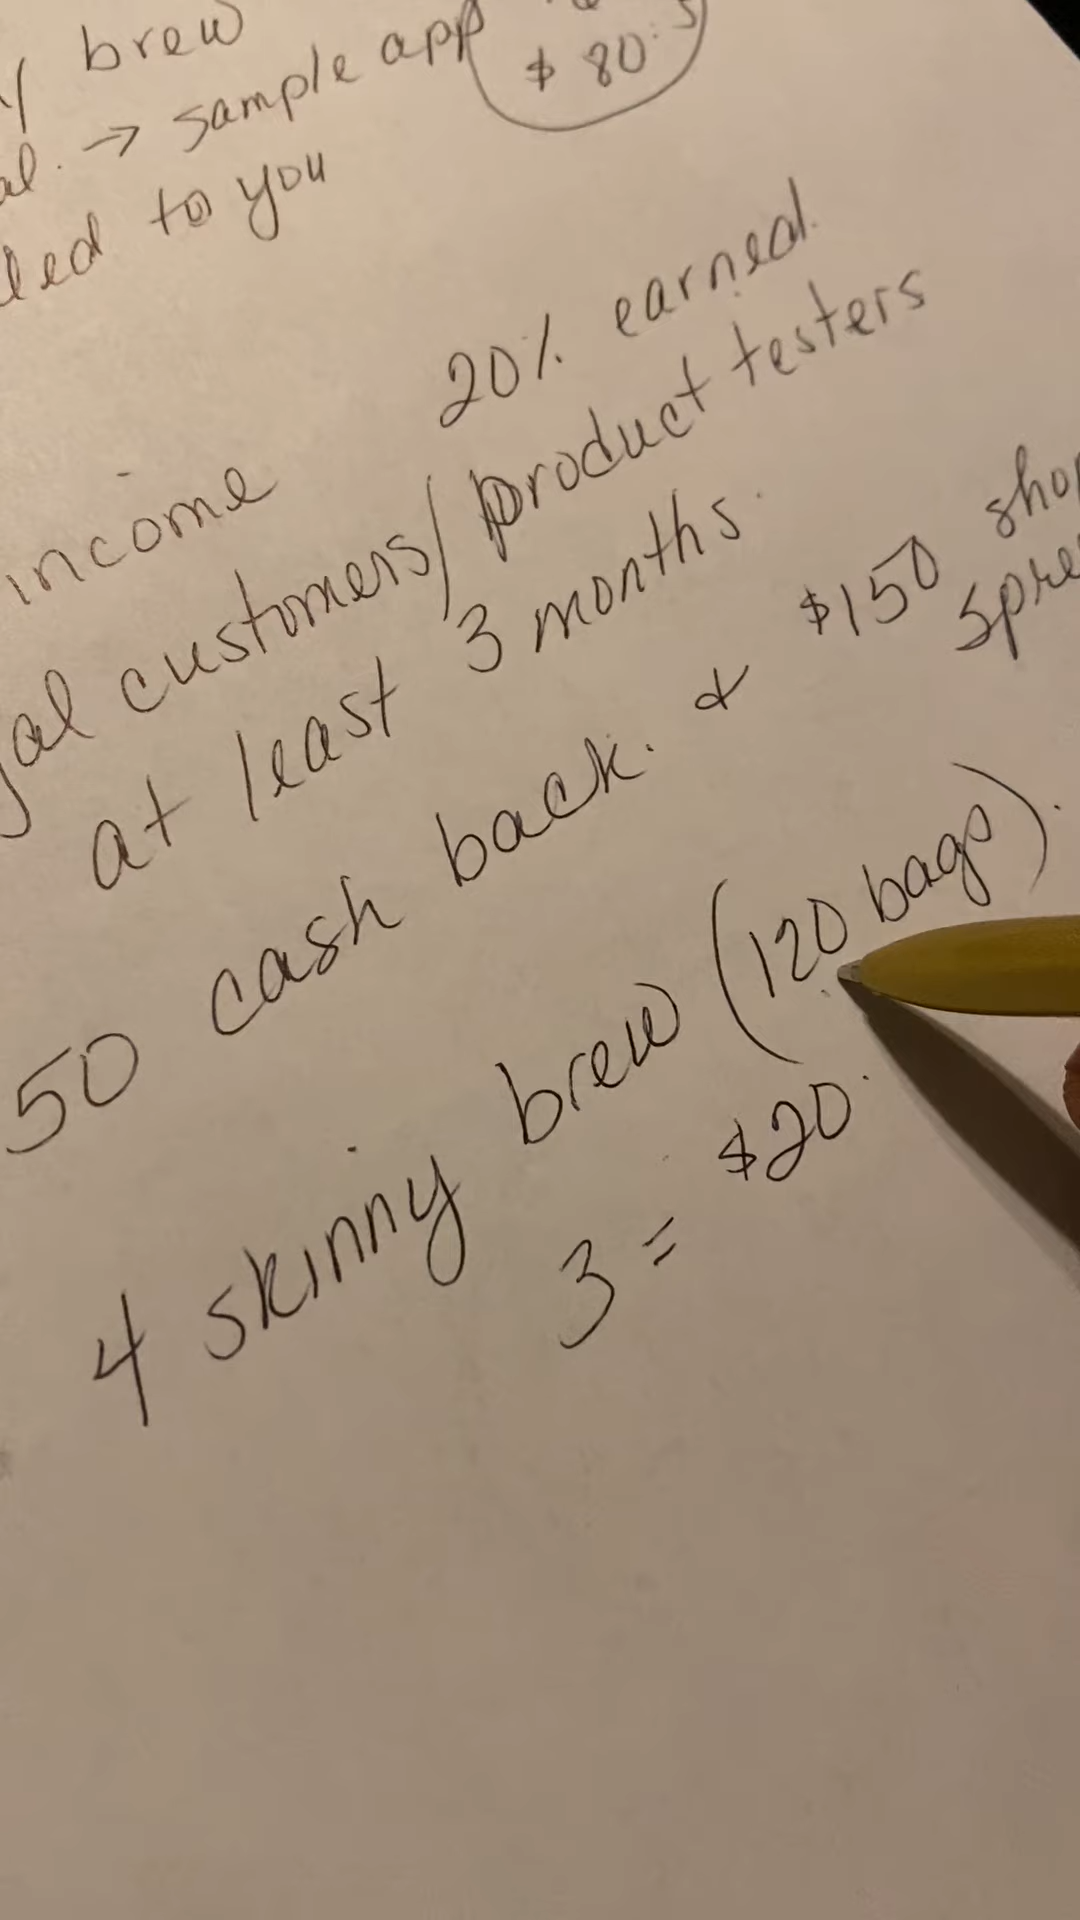 brew
→ sample app
$80
to you
income 20% earned.
customers/product testers
at least 3 months.
50 cash back. & $150
4 skinny brew (120 bags).
3 = $20